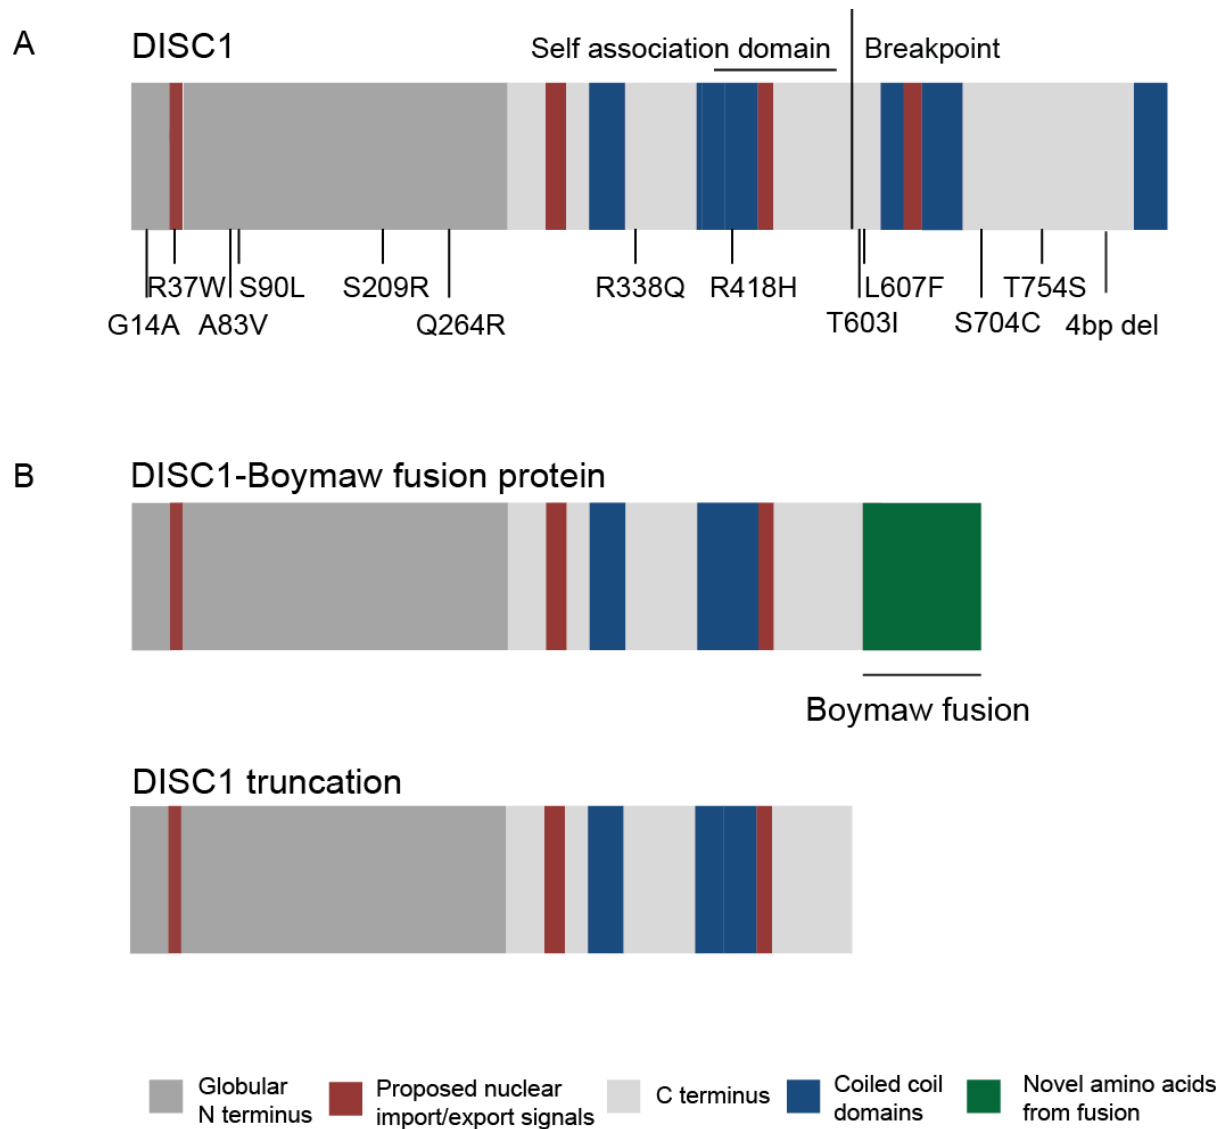 A
DISC1
Self association domain
Breakpoint
R37W
S90L
S209R
R338Q
R418H
L607F
T754S
G14A
A83V
Q264R
T603I
S704C
4bp del
B
DISC1-Boymaw fusion protein
Boymaw fusion
DISC1 truncation
Globular
N terminus
Proposed nuclear
import/export signals
C terminus
Coiled coil
domains
Novel amino acids
from fusion